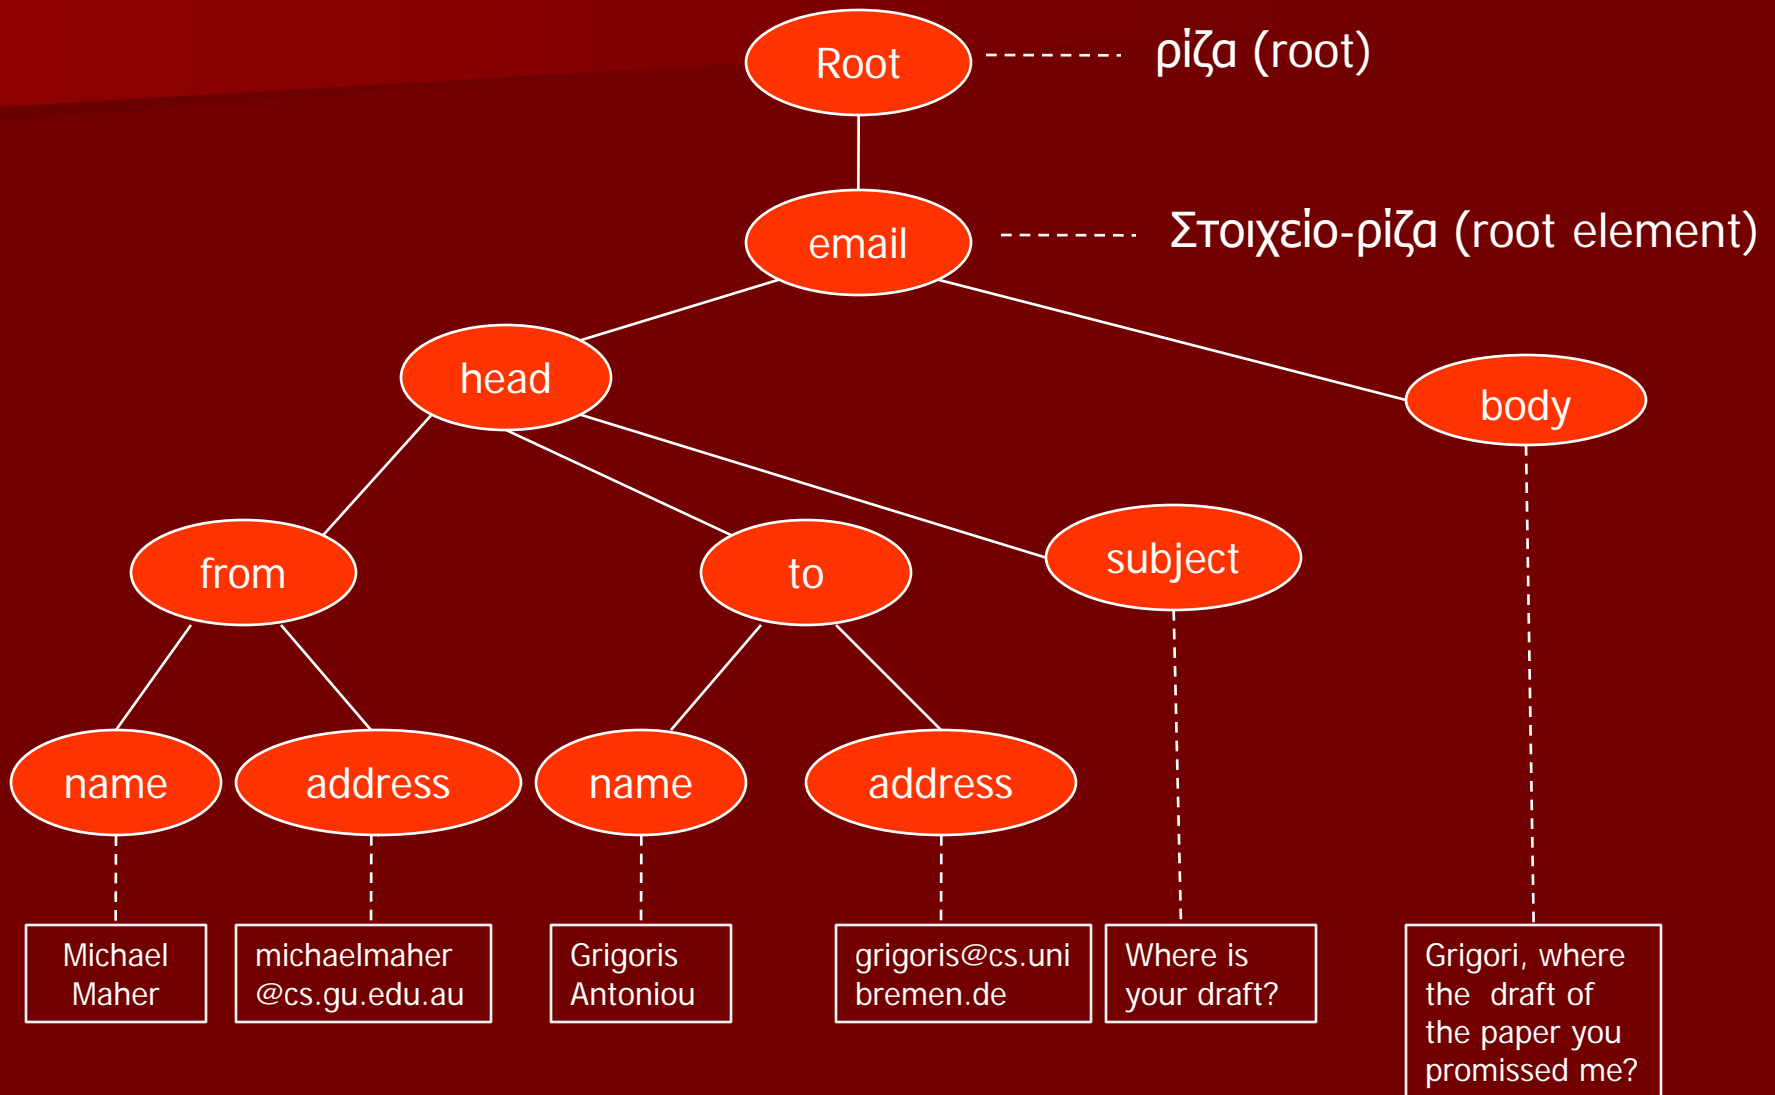 Root
ρίζα (root)
email
Στοιχείο-ρίζα (root element)
head
body
from
to
subject
name
address
name
address
Michael
Maher
michaelmaher
@cs.gu.edu.au
Grigoris
Antoniou
grigoris@cs.uni
bremen.de
Where is
your draft?
Grigori, where
the draft of
the paper you
promissed me?